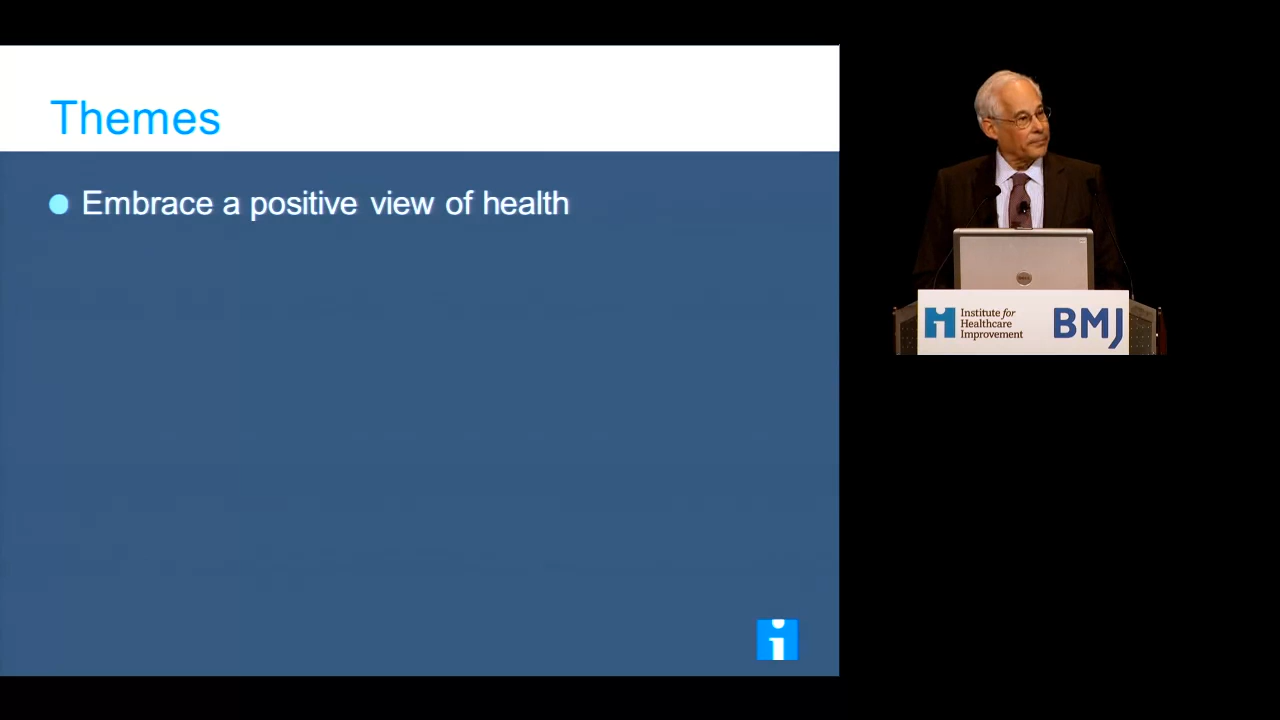 Themes
Embrace a positive view of health
Institute for
Healthcare
Improvement
BMJ